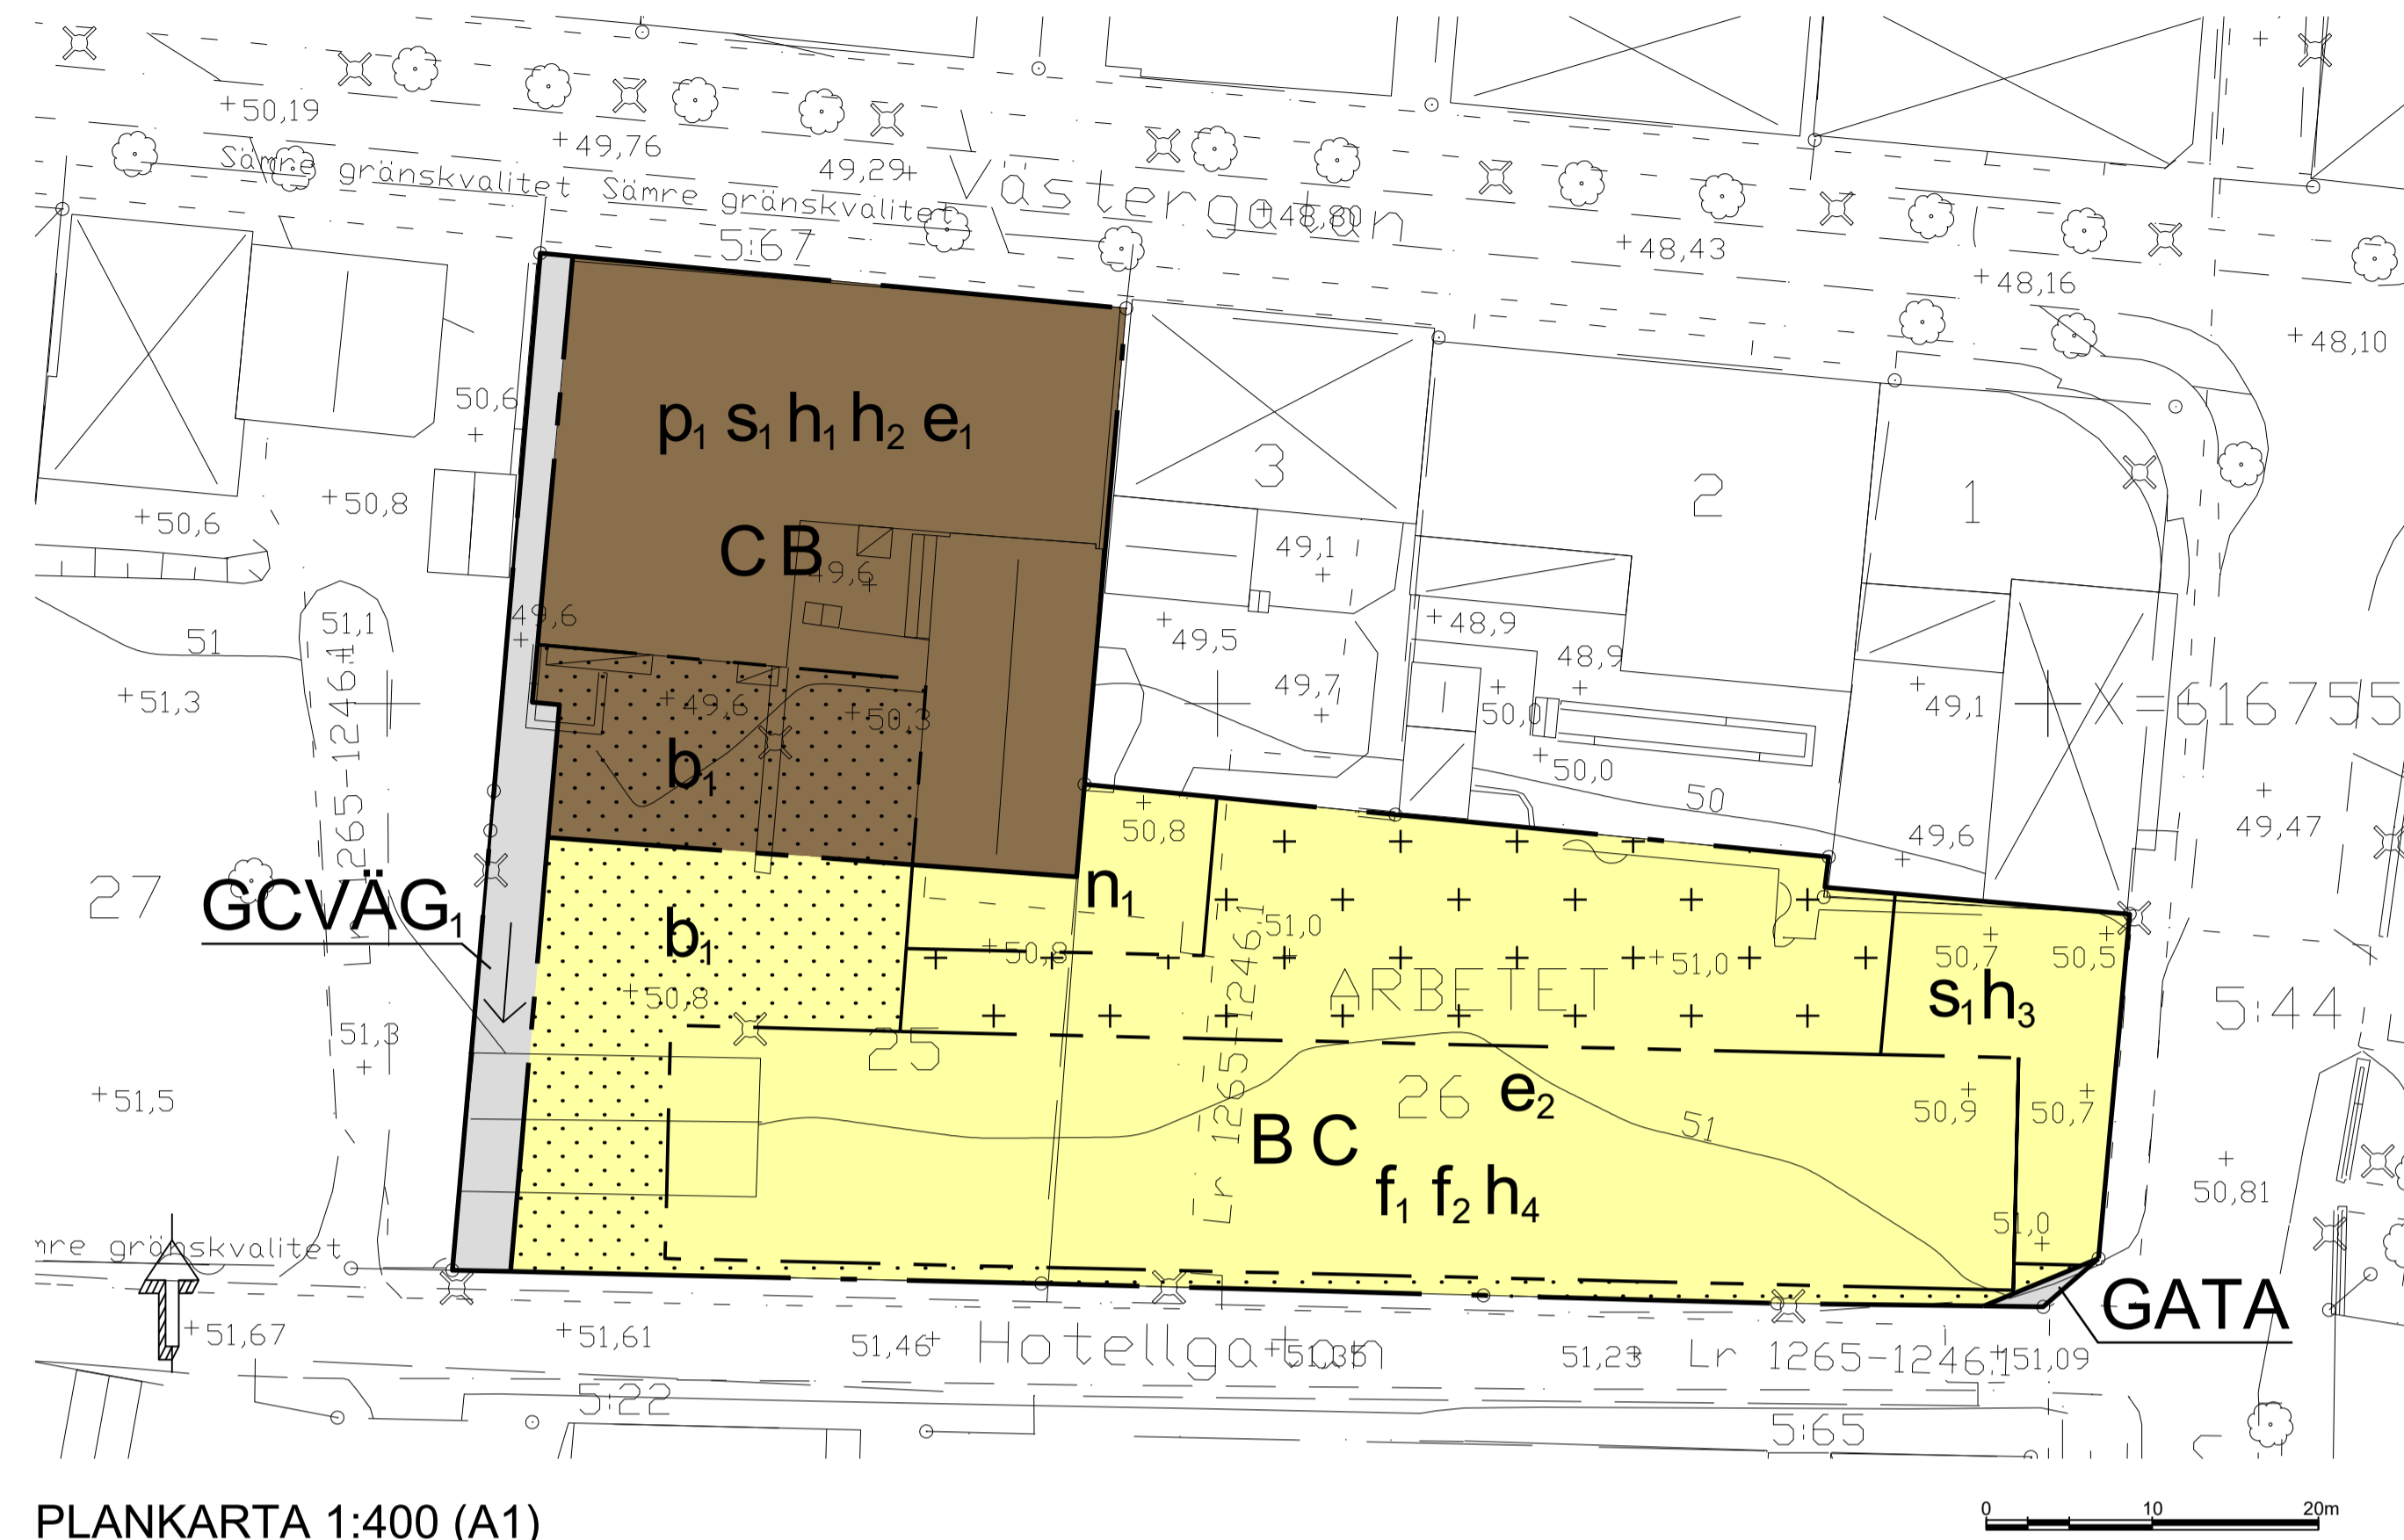 +50,19
+49,76
49,29+
Sämre gränskvalitet Sämre gränskvalitet
Västergatan
+48,80
5:67
+48,43
+48,16
+48,10
50,6
p₁ s₁ h₁ h₂ e₁
3
2
1
+50,8
+50,6
C B
49,6
49,1
49,6
51,1
51
49,5
+48,9
48,9
+51,3
49,7
+49,6
+50,3
50,0
49,1
X=616755
b₁
+50,0
50
50,8
49,6
49,47
27
GCVÄG₁
n₁
b₁
51,0
+50,8
ARBETET
+51,0
50,7
50,5
s₁h₃
+50,8
5:44
51,3
25
26
e₂
+51,5
50,9
50,7
B C
51
f₁ f₂ h₄
50,81
51,0
Lr 1265-1246.1
Lr 1265-1246.1
mre gränskvalitet
GATA
+51,67
+51,61
51,46+
Hotellgatan
+51,35
51,23
Lr 1265-1246.1
+51,09
5:22
5:65
PLANKARTA 1:400 (A1)
0 10 20m